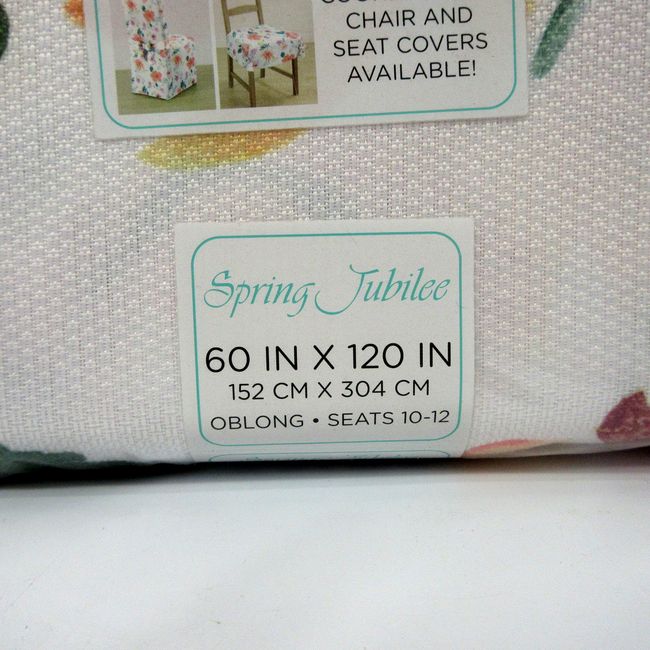 CHAIR AND
SEAT COVERS
AVAILABLE!
Spring Jubilee
60 IN X 120 IN
152 CM X 304 CM
OBLONG • SEATS 10-12